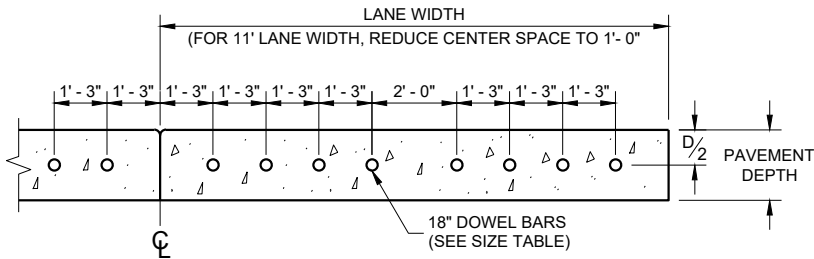 LANE WIDTH
(FOR 11' LANE WIDTH, REDUCE CENTER SPACE TO 1'- 0"
1' - 3" 1' - 3" 1' - 3" 1' - 3" 1' - 3" 1' - 3" 2' - 0" 1' - 3" 1' - 3" 1' - 3"
D/2
PAVEMENT
DEPTH
18" DOWEL BARS
(SEE SIZE TABLE)
CL